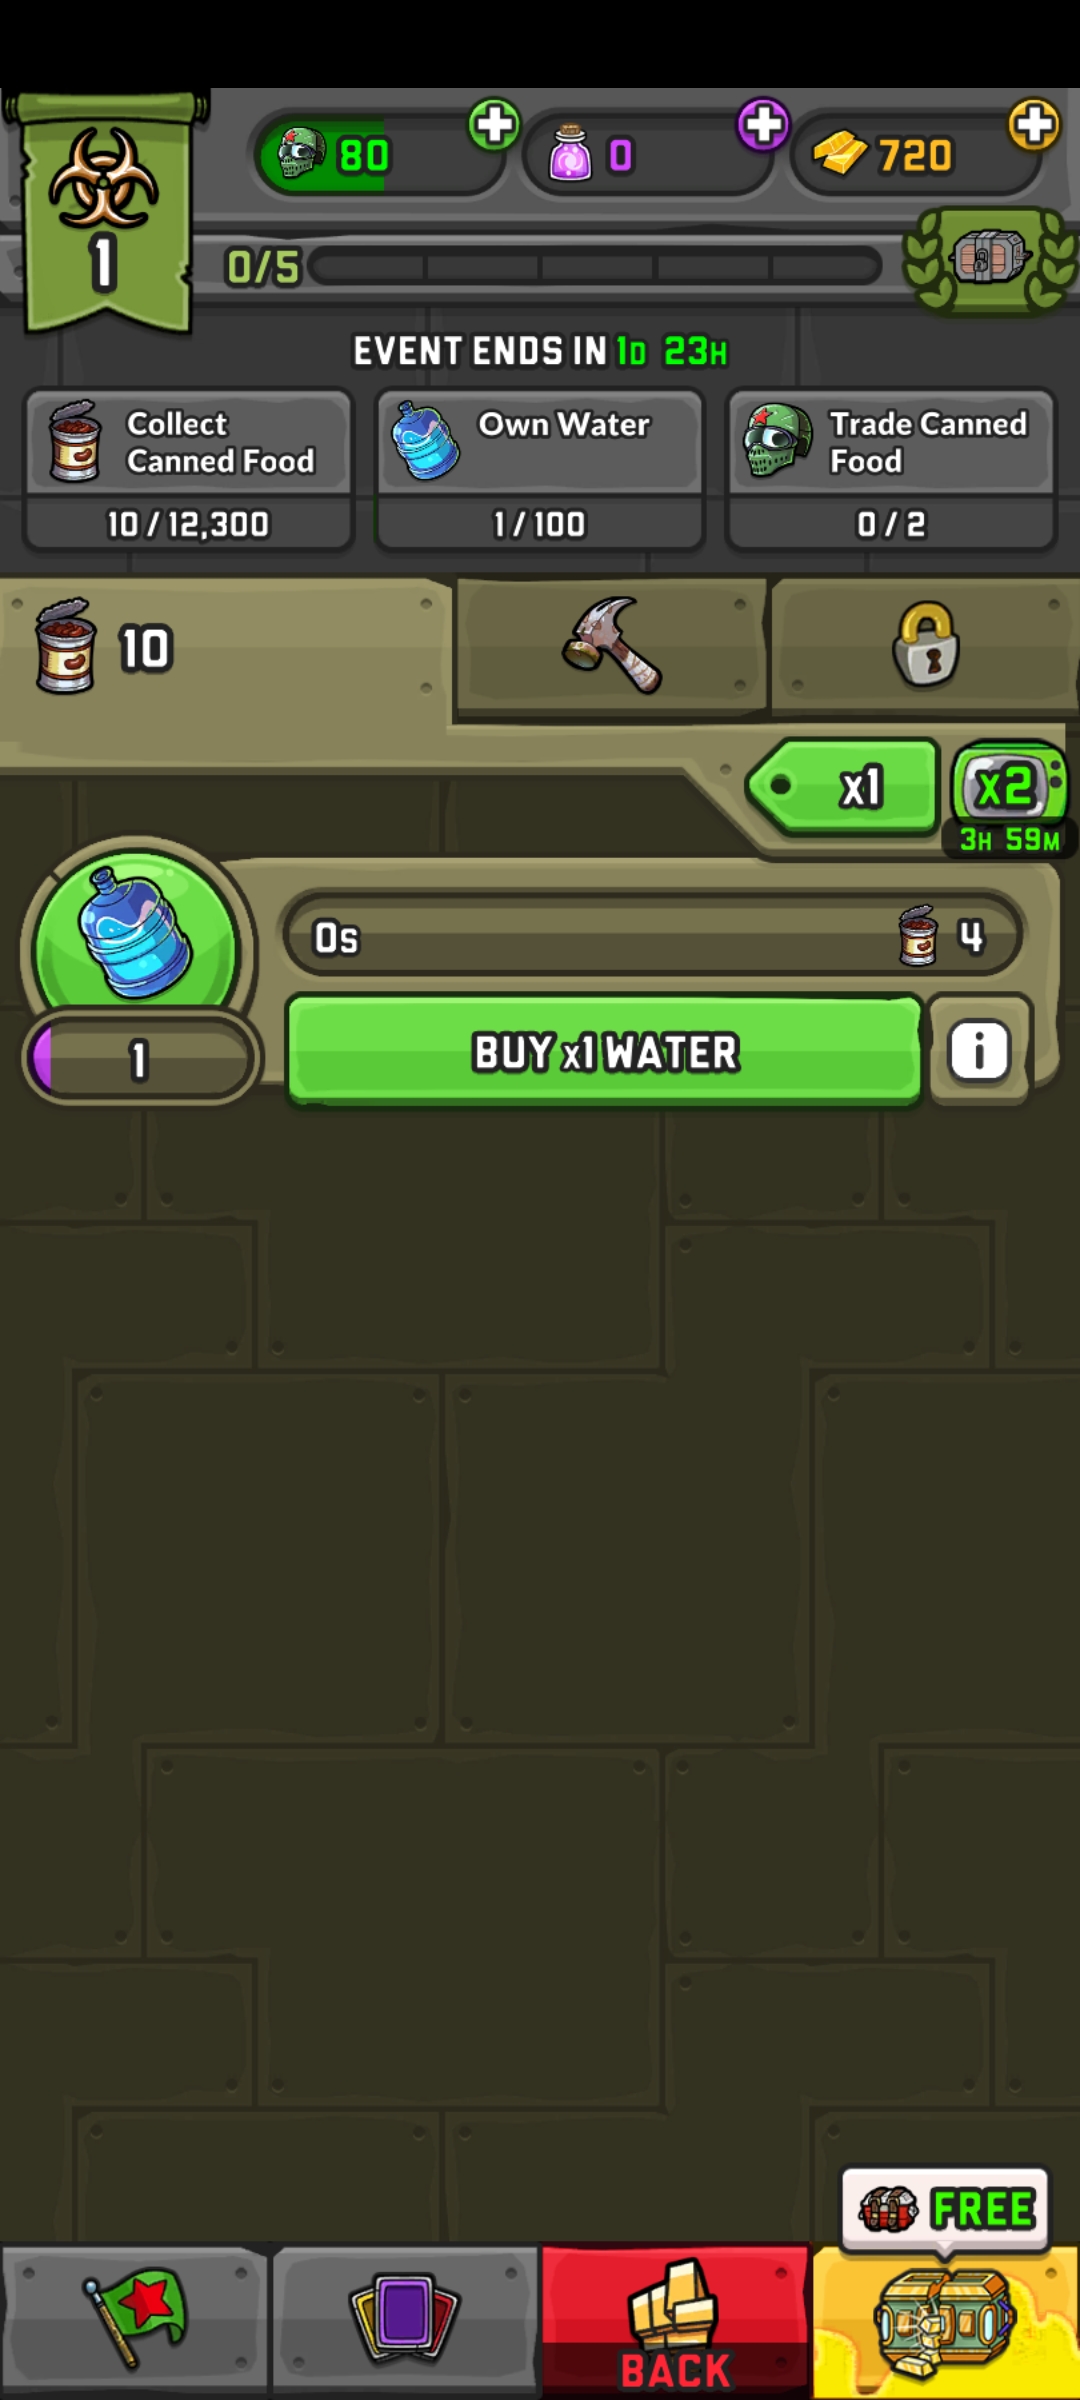 80
0
720
1
0/5
EVENT ENDS IN 1D 23H
Collect
Canned Food
10 / 12,300
Own Water
1 / 100
Trade Canned
Food
0 / 2
10
x1
x2
3H 59M
0s
4
1
BUY x1 WATER
i
FREE
BACK